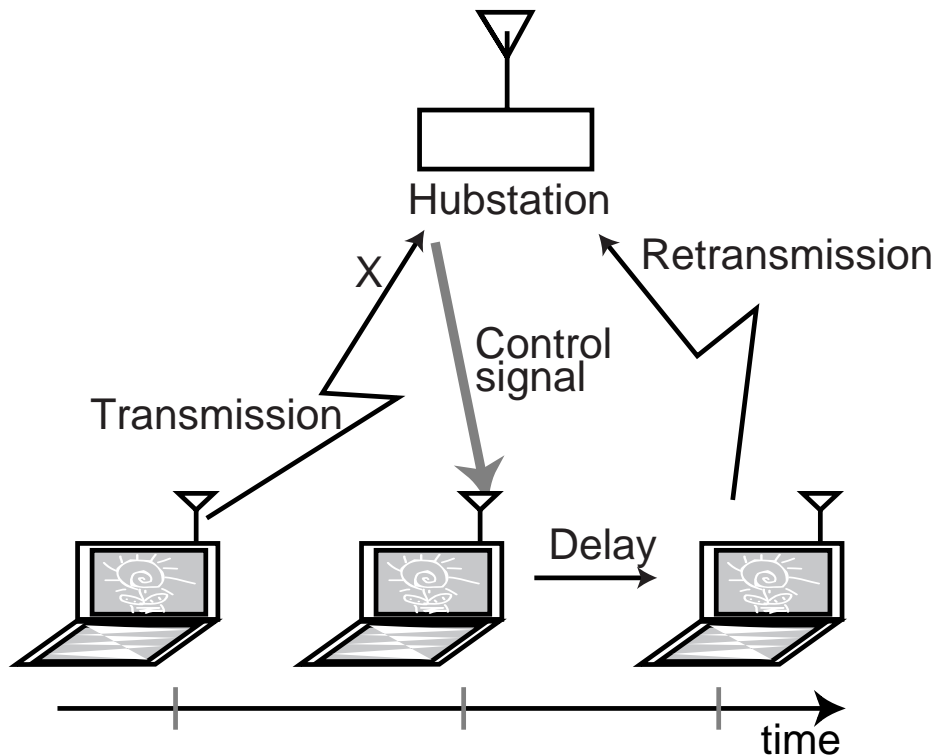 Hubstation
X
Retransmission
Control
signal
Transmission
Delay
time